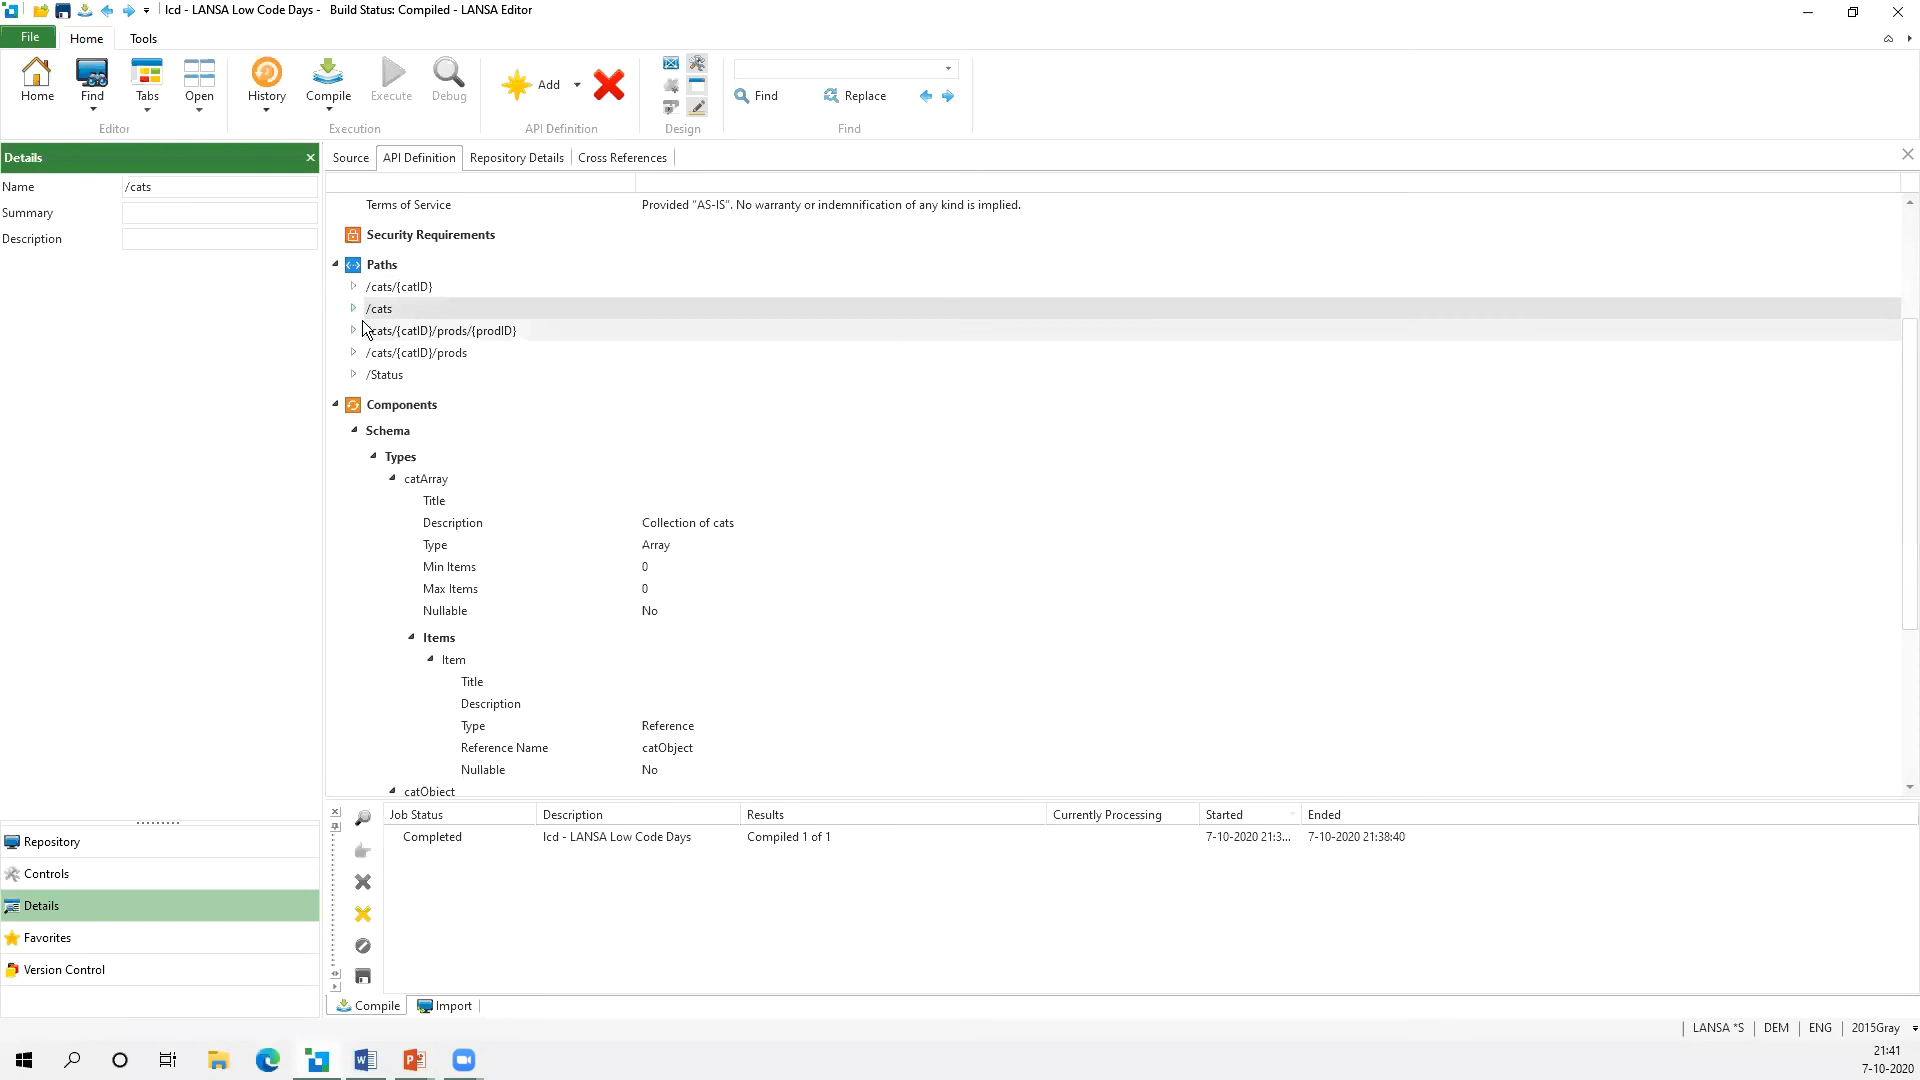 lcd - LANSA Low Code Days - Build Status: Compiled - LANSA Editor
File Home Tools
Home Find Tabs Open History Compile Execute Debug Add Find Replace
Editor Execution API Definition Design Find
Details
Name /cats
Summary
Description
Source API Definition Repository Details Cross References
Terms of Service Provided "AS-IS". No warranty or indemnification of any kind is implied.
Security Requirements
Paths
/cats/{catID}
/cats
cats/{catID}/prods/{prodID}
/cats/{catID}/prods
/Status
Components
Schema
Types
catArray
Title
Description Collection of cats
Type Array
Min Items 0
Max Items 0
Nullable No
Items
Item
Title
Description
Type Reference
Reference Name catObject
Nullable No
catObject
Repository
Controls
Details
Favorites
Version Control
Job Status Description Results Currently Processing Started Ended
Completed lcd - LANSA Low Code Days Compiled 1 of 1 7-10-2020 21:3... 7-10-2020 21:38:40
Compile Import
LANSA *S DEM ENG 2015Gray
21:41
7-10-2020